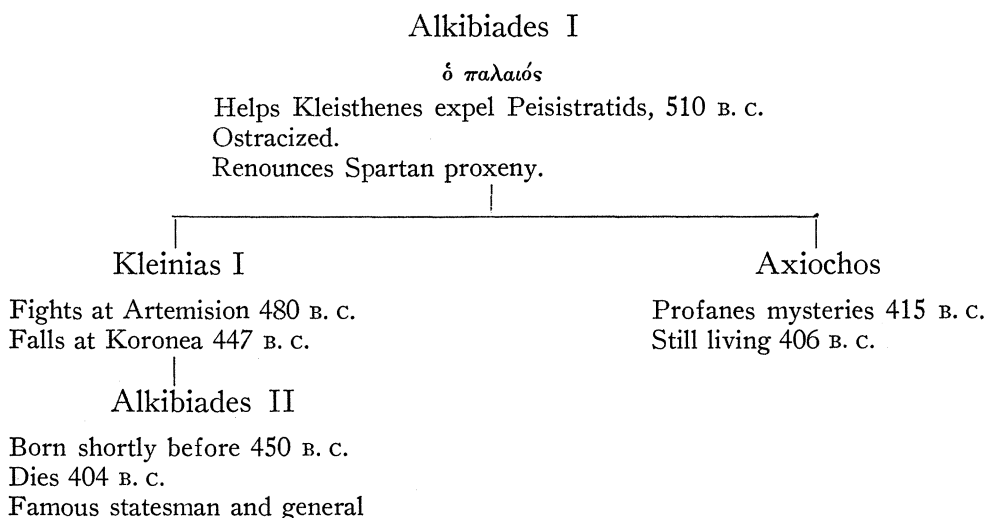 Alkibiades I
ὁ παλαιός
Helps Kleisthenes expel Peisistratids, 510 B. C.
Ostracized.
Renounces Spartan proxeny.
Kleinias I
Fights at Artemision 480 B. C.
Falls at Koronea 447 B. C.
Alkibiades II
Born shortly before 450 B. C.
Dies 404 B. C.
Famous statesman and general
Axiochos
Profanes mysteries 415 B. C.
Still living 406 B. C.